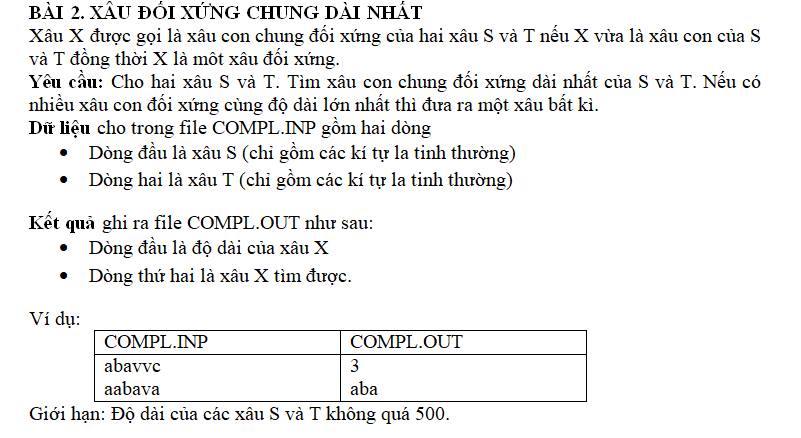 BÀI 2. XÂU ĐỐI XỨNG CHUNG DÀI NHẤT
Xâu X được gọi là xâu con chung đối xứng của hai xâu S và T nếu X vừa là xâu con của S
và T đồng thời X là môt xâu đối xứng.
Yêu cầu: Cho hai xâu S và T. Tìm xâu con chung đối xứng dài nhất của S và T. Nếu có
nhiều xâu con đối xứng cùng độ dài lớn nhất thì đưa ra một xâu bất kì.
Dữ liệu cho trong file COMPL.INP gồm hai dòng
• Dòng đầu là xâu S (chỉ gồm các kí tự la tinh thường)
• Dòng hai là xâu T (chỉ gồm các kí tự la tinh thường)
Kết quả ghi ra file COMPL.OUT như sau:
• Dòng đầu là độ dài của xâu X
• Dòng thứ hai là xâu X tìm được.
Ví dụ:
COMPL.INP COMPL.OUT
abavvc 3
aabava aba
Giới hạn: Độ dài của các xâu S và T không quá 500.